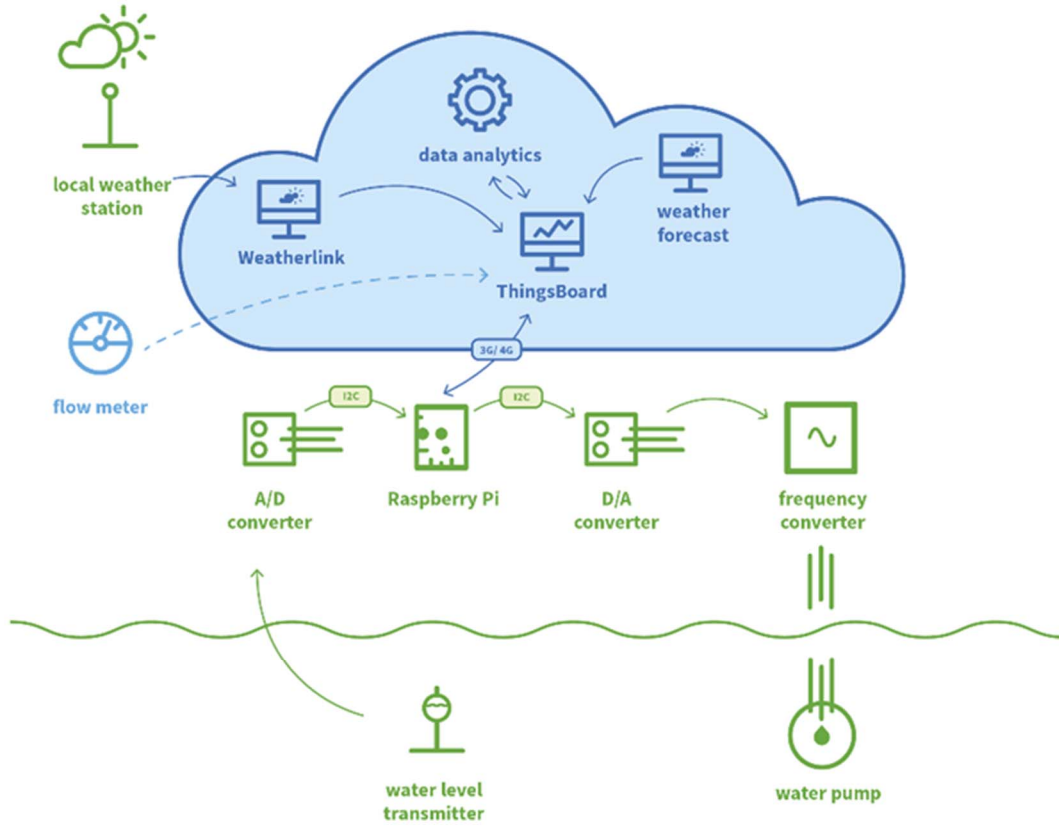 data analytics
local weather
station
weather
forecast
Weatherlink
ThingsBoard
3G/ 4G
flow meter
I2C
I2C
A/D
converter
Raspberry Pi
D/A
converter
frequency
converter
water level
transmitter
water pump